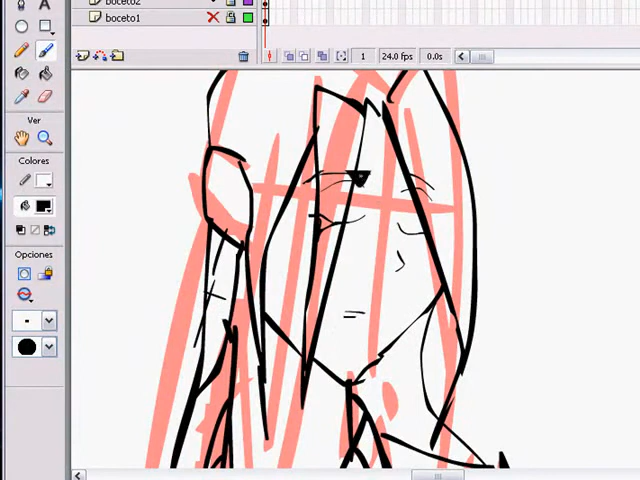 A
boceto2
boceto1
1 24.0 fps 0.0s
Ver
Colores
Opciones